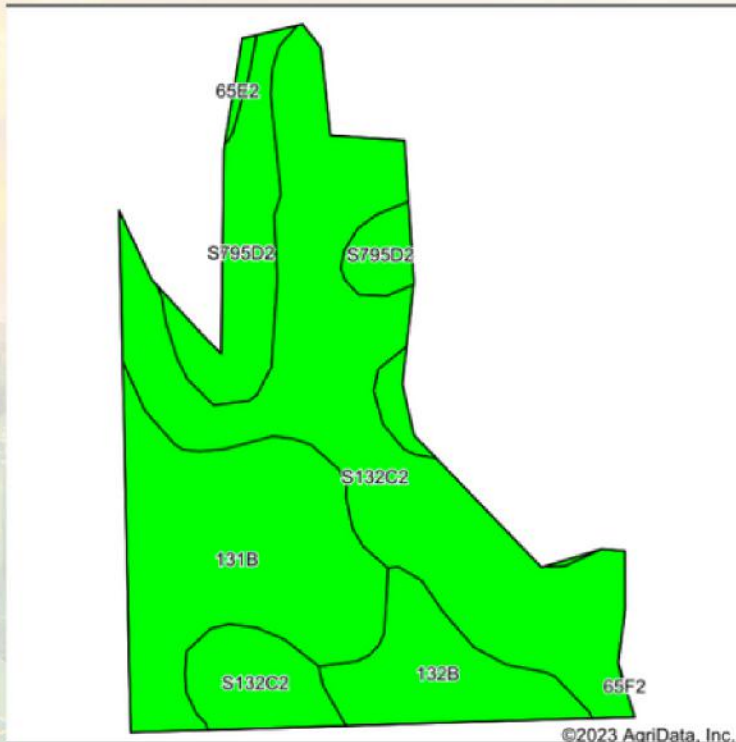 65E2
S795D2
S795D2
S132C2
131B
S132C2
132B
65F2
©2023 AgriData, Inc.